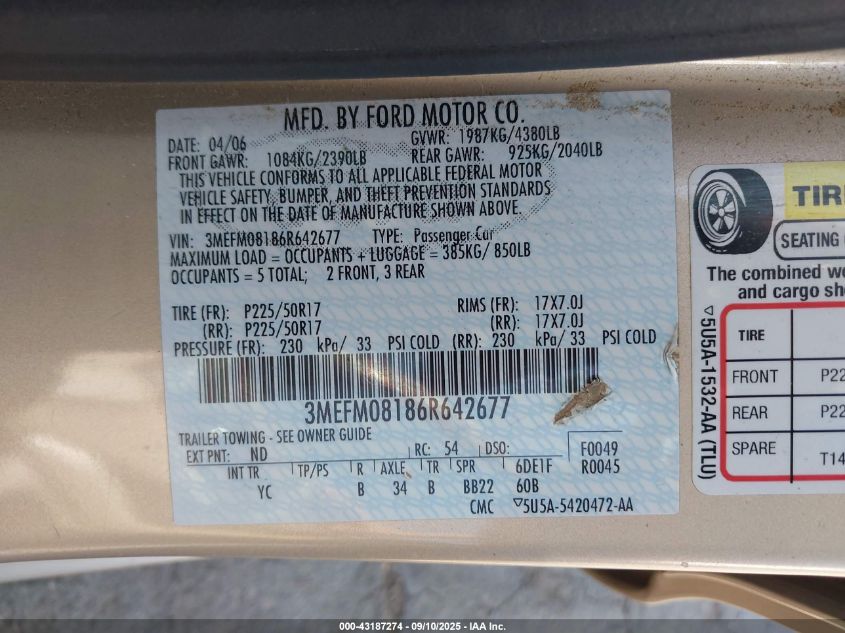 MFD. BY FORD MOTOR CO.
DATE: 04/06 GVWR: 1987KG/4380LB
FRONT GAWR: 1084KG/2390LB REAR GAWR: 925KG/2040LB
THIS VEHICLE CONFORMS TO ALL APPLICABLE FEDERAL MOTOR
VEHICLE SAFETY, BUMPER, AND THEFT PREVENTION STANDARDS
IN EFFECT ON THE DATE OF MANUFACTURE SHOWN ABOVE.
VIN: 3MEFM08186R642677 TYPE: Passenger Car
MAXIMUM LOAD = OCCUPANTS + LUGGAGE = 385KG/ 850LB
OCCUPANTS = 5 TOTAL; 2 FRONT, 3 REAR
TIRE (FR): P225/50R17 RIMS (FR): 17X7.0J
(RR): P225/50R17 (RR): 17X7.0J
PRESSURE (FR): 230 kPa/ 33 PSI COLD (RR): 230 kPa/ 33 PSI COLD
3MEFM08186R642677
TRAILER TOWING - SEE OWNER GUIDE
EXT PNT: ND RC: 54 DSO: F0049
R0045
INT TR TP/PS R AXLE TR SPR 6DE1F
YC B 34 B BB22 60B
CMC ▽5U5A-5420472-AA
TIRE
SEATING
The combined
and cargo
▽5U5A-1532-AA (TLU)
TIRE
FRONT P22
REAR P22
SPARE T14
000-43187274 - 09/10/2025 - IAA Inc.